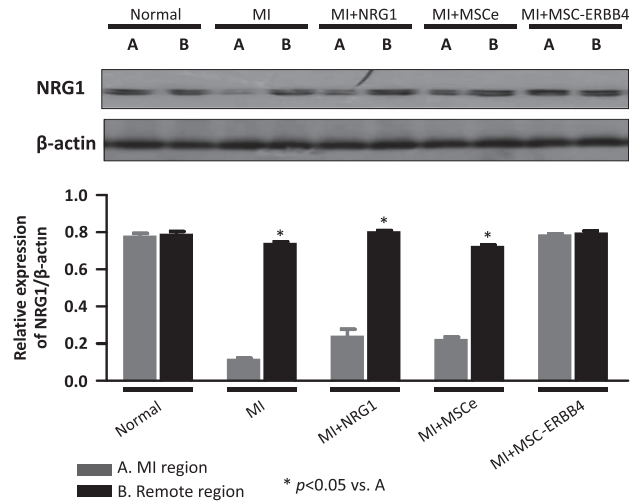 Normal MI MI+NRG1 MI+MSCe MI+MSC-ERBB4
A B A B A B A B A B
NRG1
β-actin
Relative expression
of NRG1/β-actin
1.0
0.8
0.6
0.4
0.2
0.0
* * *
Normal MI MI+NRG1 MI+MSCe MI+MSC-ERBB4
A. MI region
B. Remote region
* p<0.05 vs. A